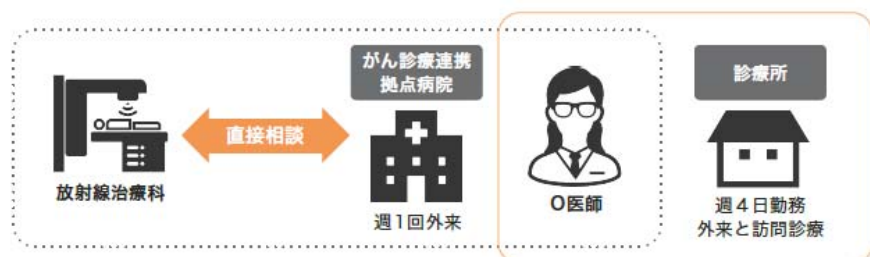 がん診療連携
拠点病院
診療所
直接相談
放射線治療科
週1回外来
O医師
週4日勤務
外来と訪問診療